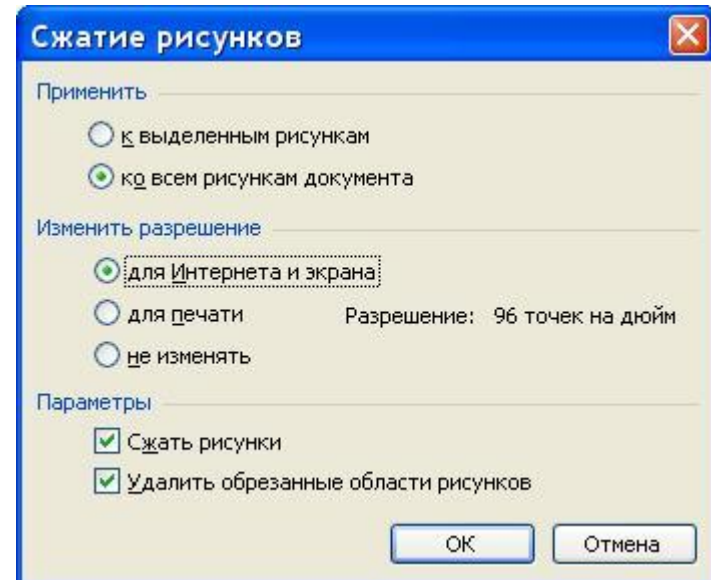 Сжатие рисунков
Применить
к выделенным рисункам
ко всем рисункам документа
Изменить разрешение
для Интернета и экрана
для печати Разрешение: 96 точек на дюйм
не изменять
Параметры
Сжать рисунки
Удалить обрезанные области рисунков
ОК Отмена